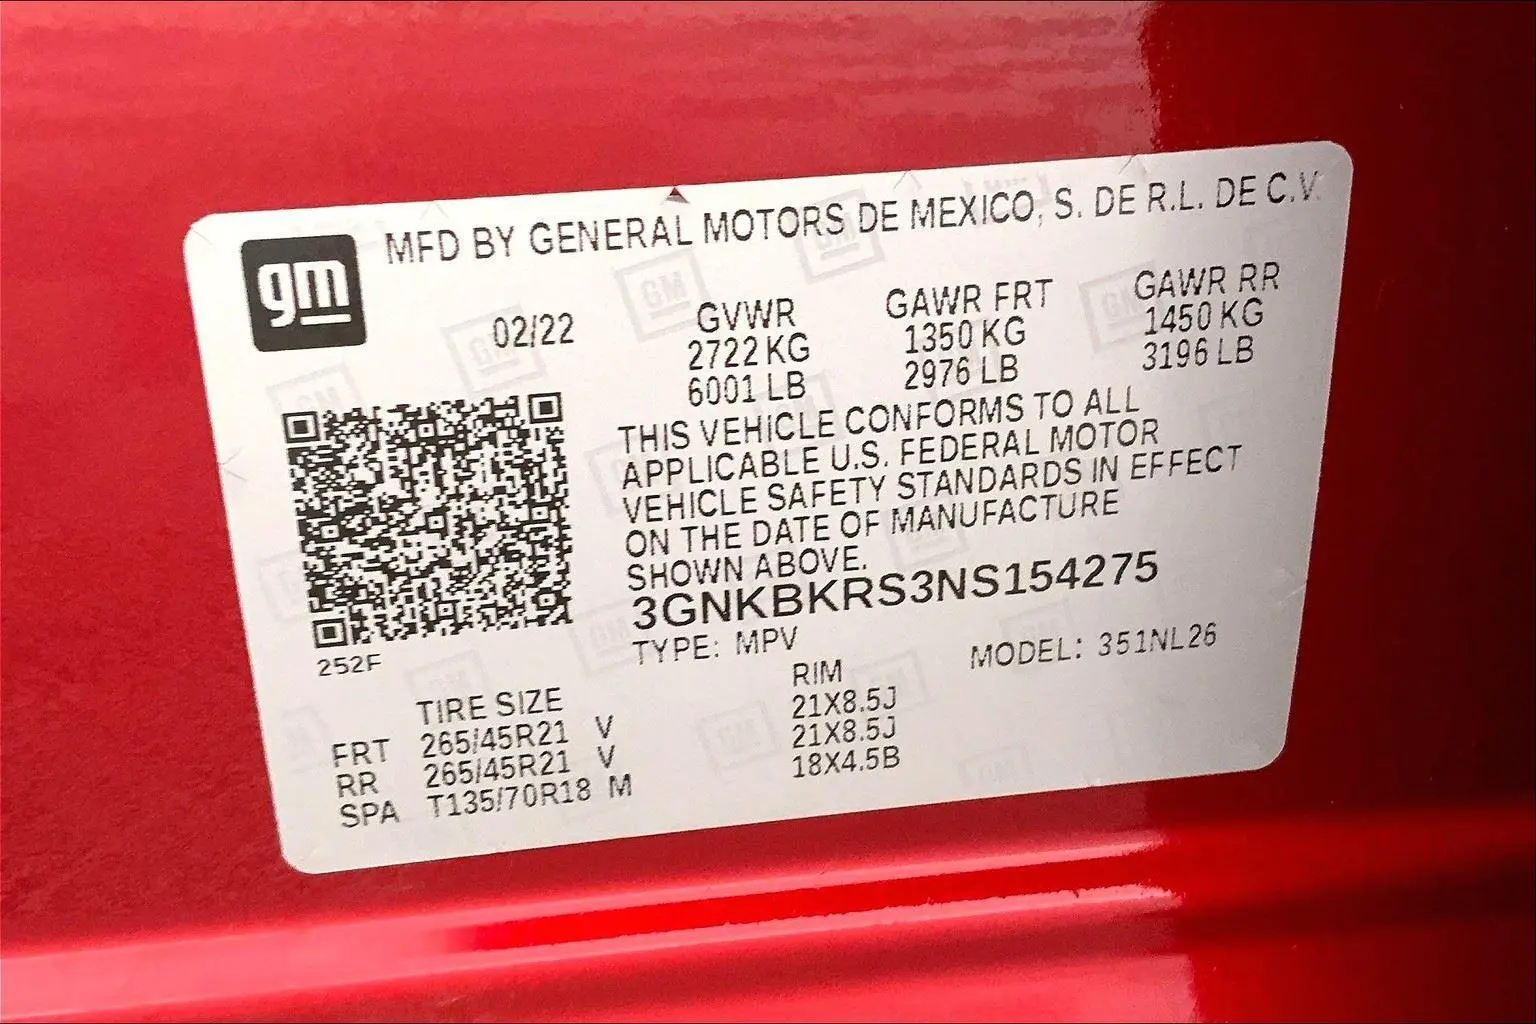 gm
MFD BY GENERAL MOTORS DE MEXICO, S. DE R.L. DE C.V.
02/22 GVWR GAWR FRT GAWR RR
2722 KG 1350 KG 1450 KG
6001 LB 2976 LB 3196 LB
THIS VEHICLE CONFORMS TO ALL
APPLICABLE U.S. FEDERAL MOTOR
VEHICLE SAFETY STANDARDS IN EFFECT
ON THE DATE OF MANUFACTURE
SHOWN ABOVE.
3GNKBKRS3NS154275
252F
TYPE: MPV MODEL: 351NL26
TIRE SIZE RIM
FRT 265/45R21 V 21X8.5J
RR 265/45R21 V 21X8.5J
SPA T135/70R18 M 18X4.5B